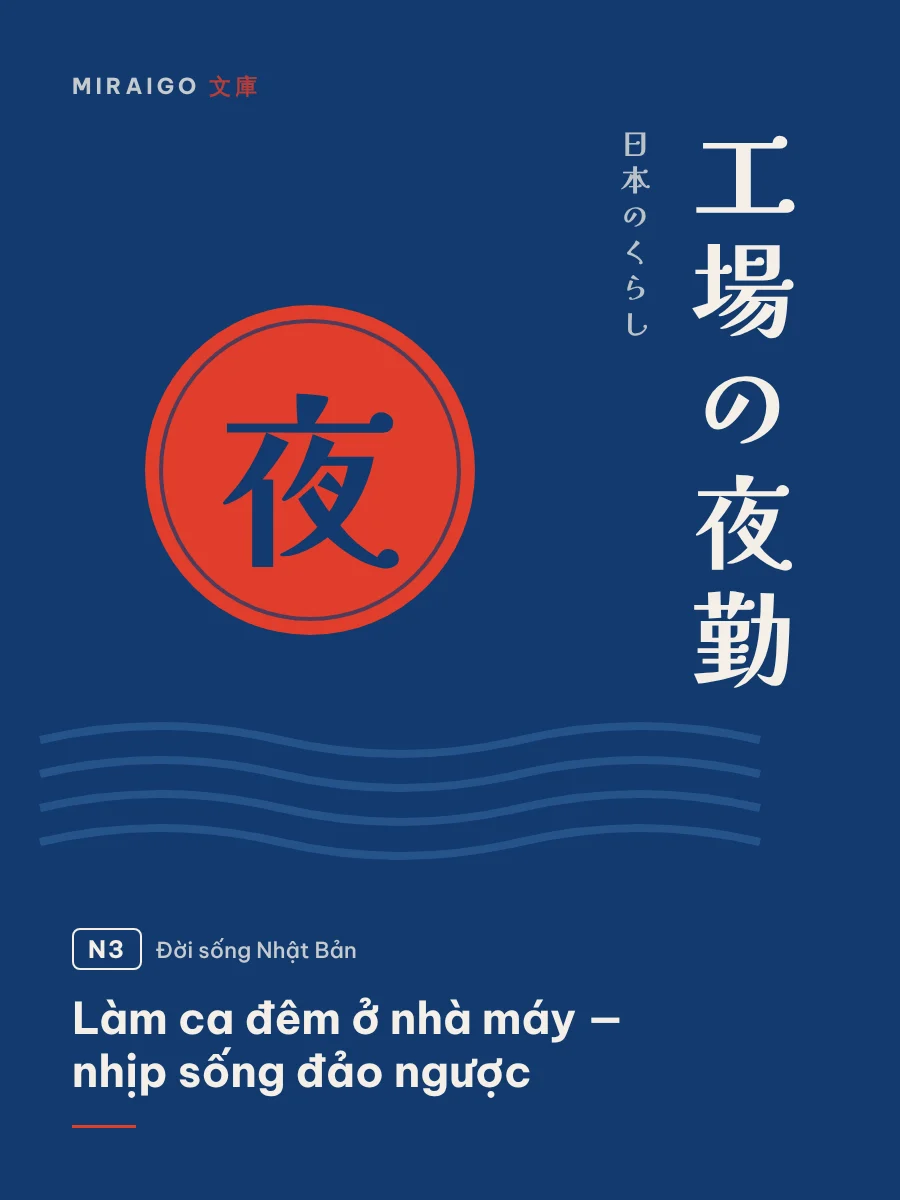 MIRAIGO 文庫
工場の夜勤
日本のくらし
夜
N3 Đời sống Nhật Bản
Làm ca đêm ở nhà máy —
nhịp sống đảo ngược